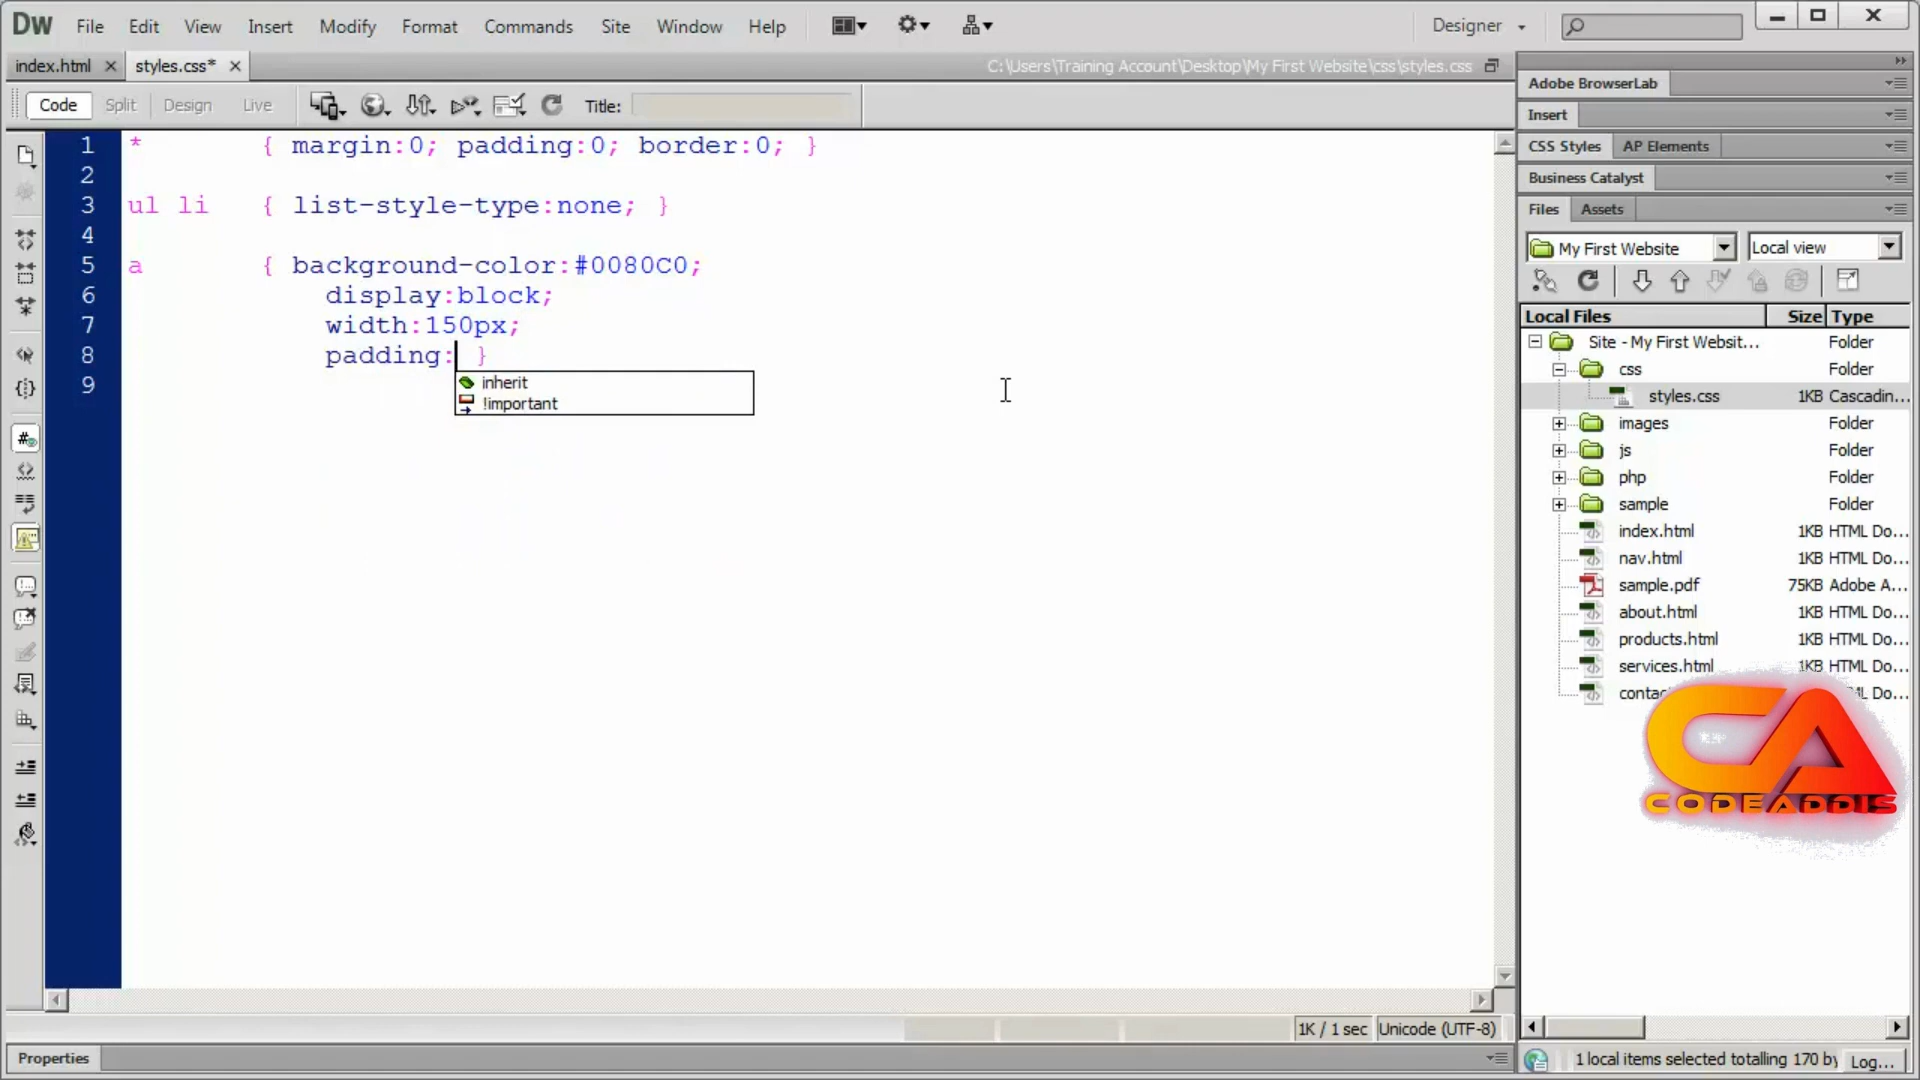 DW File Edit View Insert Modify Format Commands Site Window Help Designer
index.html styles.css* C:\Users\Training Account\Desktop\My First Website\css\styles.css
Code Split Design Live Title:
1 * { margin:0; padding:0; border:0; }
2
3 ul li { list-style-type:none; }
4
5 a { background-color:#0080C0;
6 display:block;
7 width:150px;
8 padding: }
9
inherit
!important
1K / 1 sec Unicode (UTF-8)
Properties
Adobe BrowserLab
Insert
CSS Styles AP Elements
Business Catalyst
Files Assets
My First Website Local view
Local Files Size Type
Site - My First Websit... Folder
css Folder
styles.css 1KB Cascadin...
images Folder
js Folder
php Folder
sample Folder
index.html 1KB HTML Do...
nav.html 1KB HTML Do...
sample.pdf 75KB Adobe A...
about.html 1KB HTML Do...
products.html 1KB HTML Do...
services.html 1KB HTML Do...
CA
CODEADDIS
1 local items selected totalling 170 by Log...